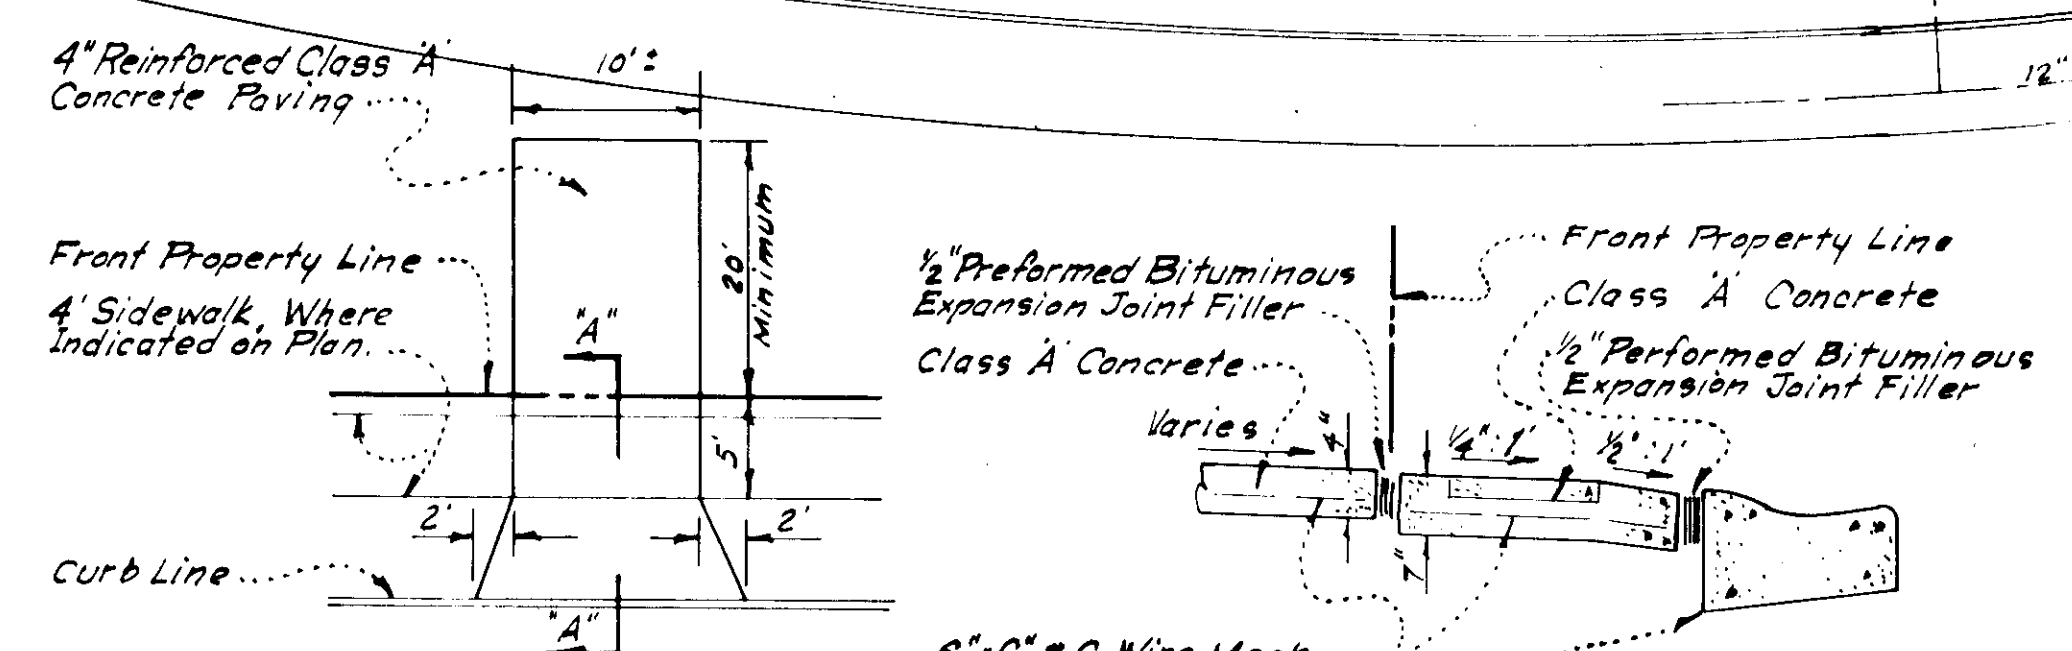 4" Reinforced Class "A"
Concrete Paving
10' ±
12"
20'
Minimum
Front Property Line
4' Sidewalk, Where
Indicated on Plan.
"A"
5'
2'
2'
Curb Line
"A"
1/2" Preformed Bituminous
Expansion Joint Filler
Class "A" Concrete
Varies
4"
Front Property Line
Class "A" Concrete
1/2" Performed Bituminous
Expansion Joint Filler
1/4" : 1'
1/2" : 1'
7"
Wire Mesh